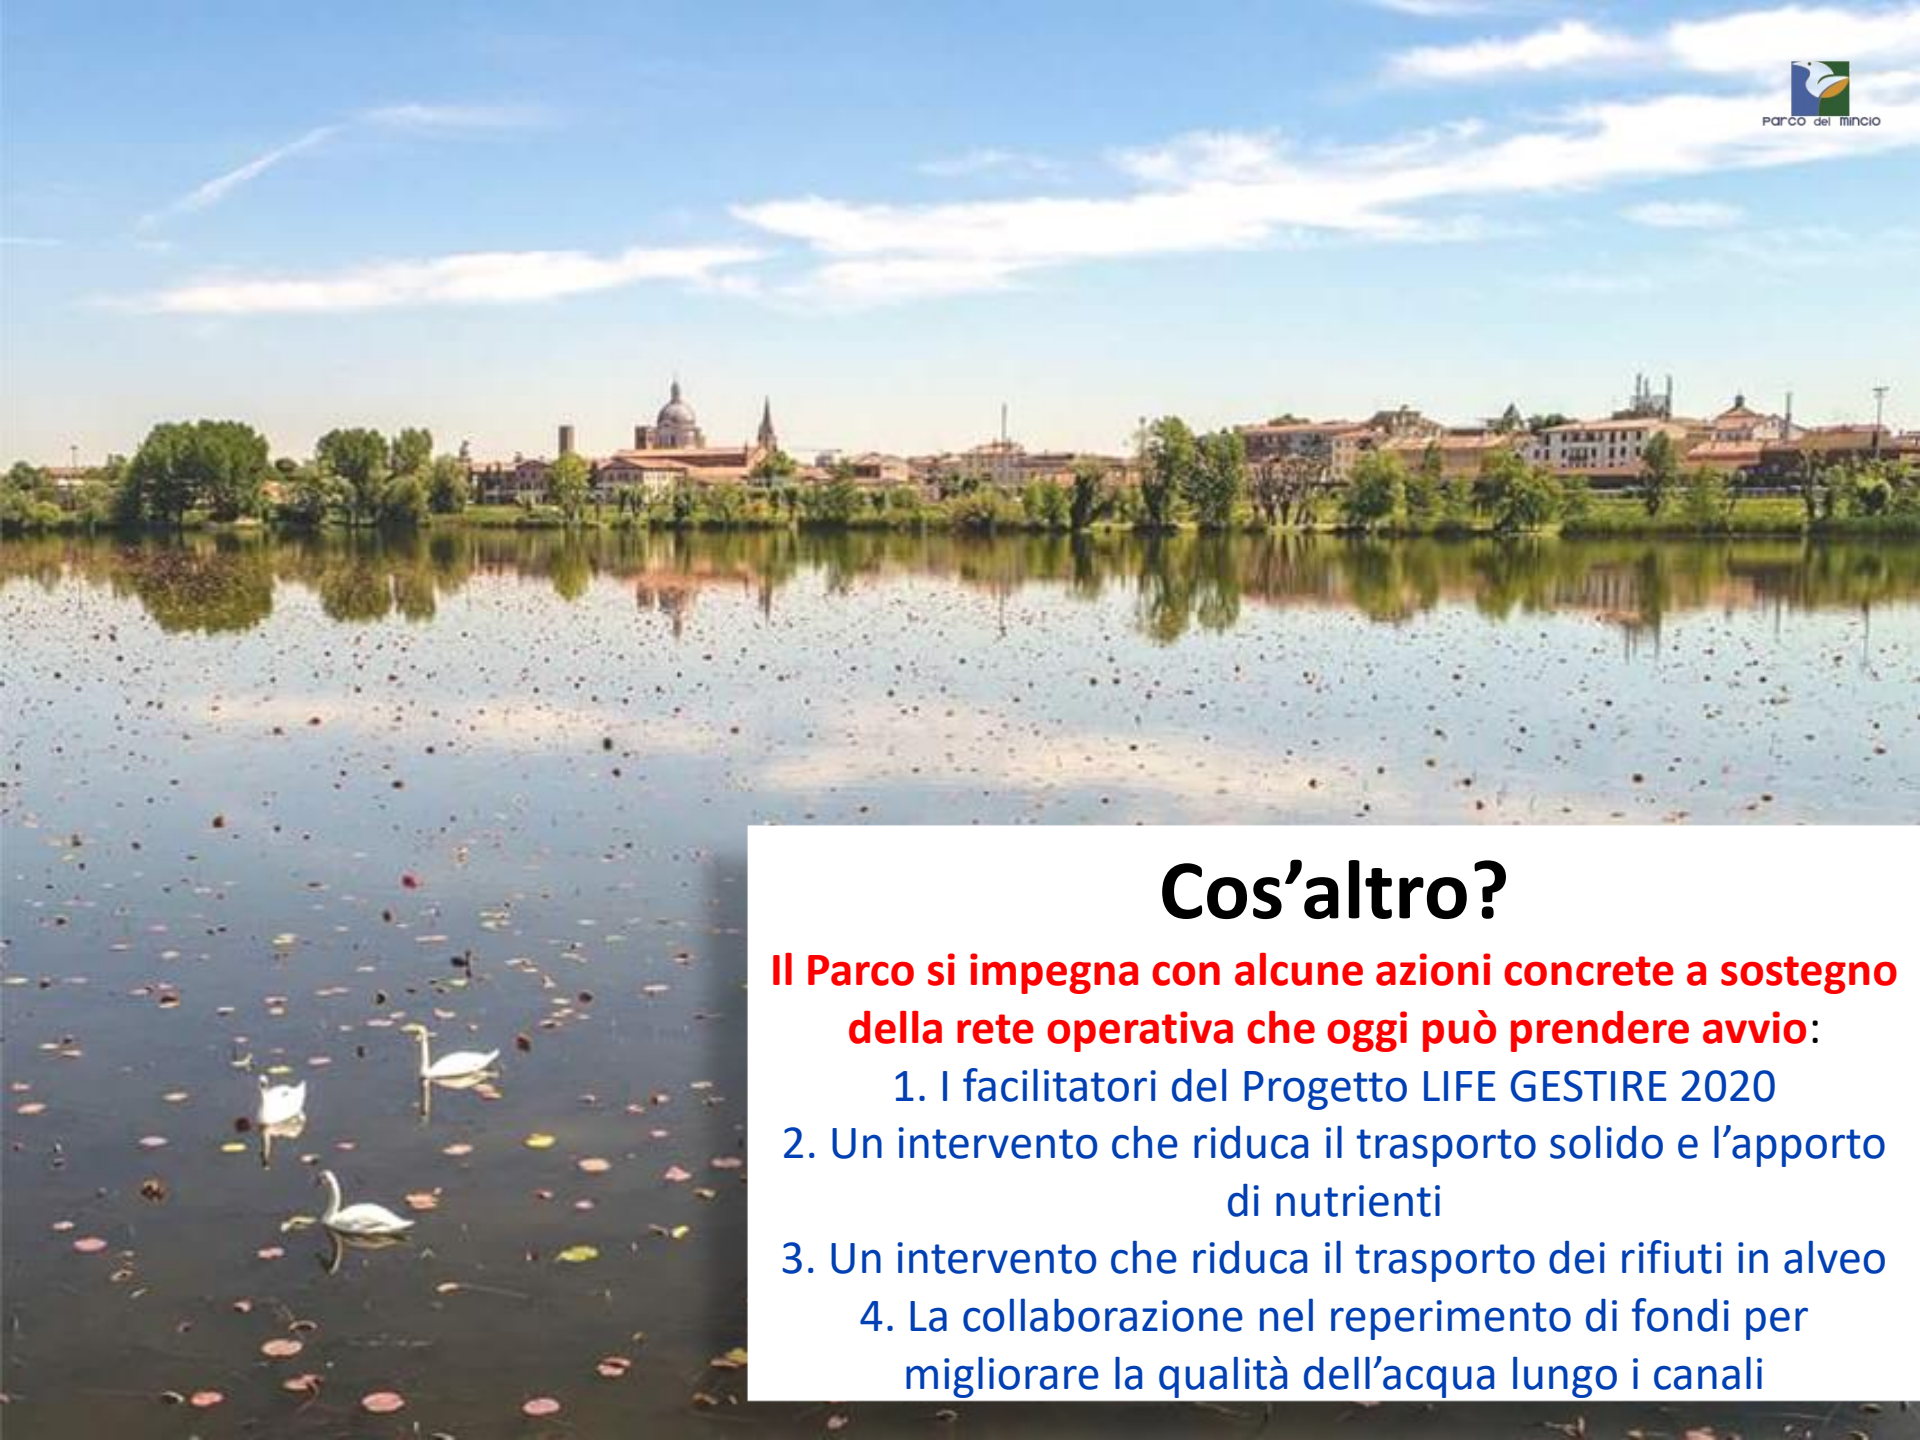 Parco del Mincio
Cos’altro?
Il Parco si impegna con alcune azioni concrete a sostegno
della rete operativa che oggi può prendere avvio:
1. I facilitatori del Progetto LIFE GESTIRE 2020
2. Un intervento che riduca il trasporto solido e l’apporto
di nutrienti
3. Un intervento che riduca il trasporto dei rifiuti in alveo
4. La collaborazione nel reperimento di fondi per
migliorare la qualità dell’acqua lungo i canali